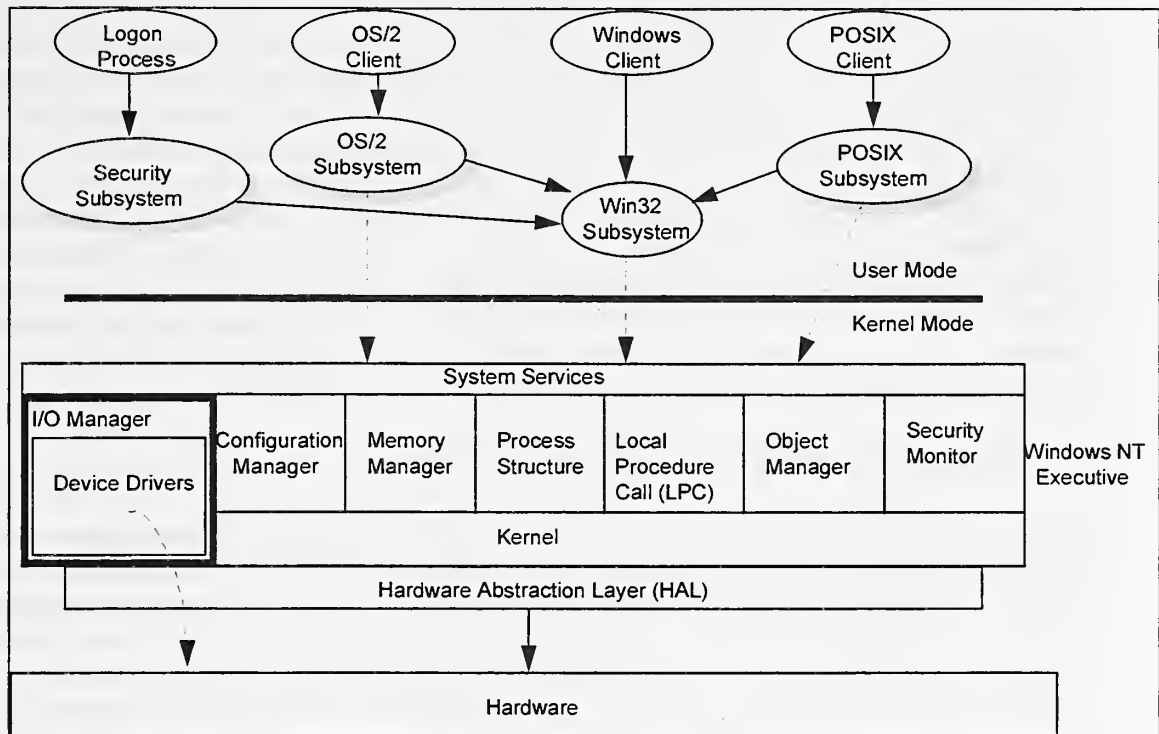 Logon
Process
OS/2
Client
Windows
Client
POSIX
Client
Security
Subsystem
OS/2
Subsystem
Win32
Subsystem
POSIX
Subsystem
User Mode
Kernel Mode
System Services
I/O Manager
Device Drivers
Configuration
Manager
Memory
Manager
Process
Structure
Local
Procedure
Call (LPC)
Object
Manager
Security
Monitor
Windows NT
Executive
Kernel
Hardware Abstraction Layer (HAL)
Hardware